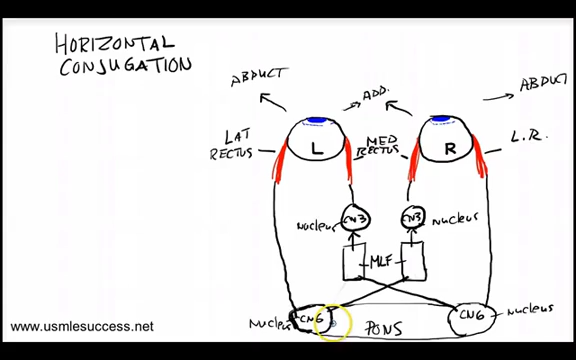 HORIZONTAL
CONJUGATION
ABDUCT
ADD.
ABDUCT
LAT
RECTUS
L
MED
RECTUS
R
L.R.
Nucleus
CN3
CN3
Nucleus
MLF
Nucleus
CN6
PONS
CN6
Nucleus
www.usmlesuccess.net